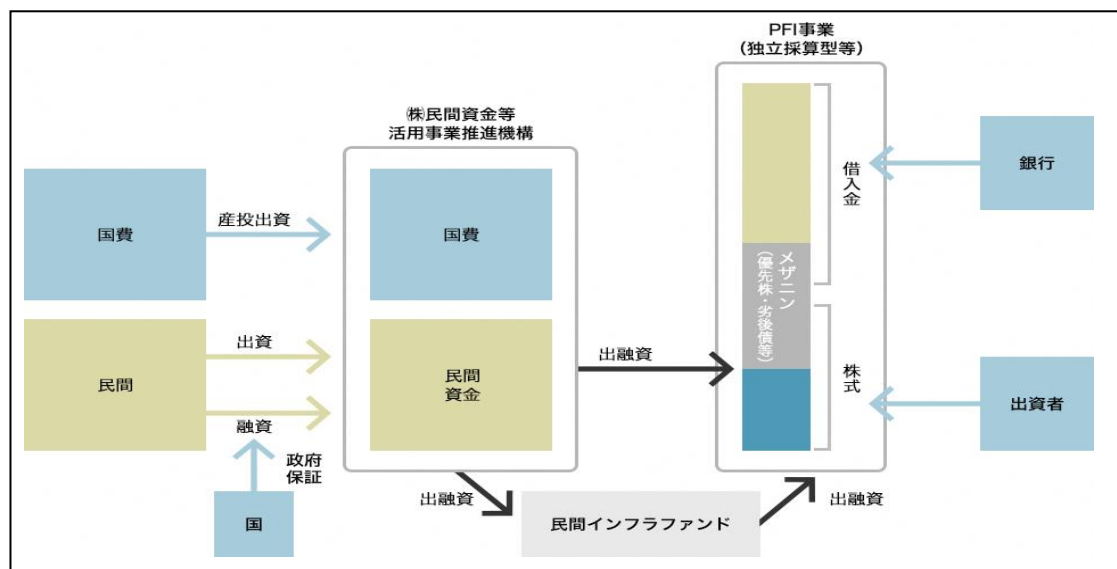 PFI事業
(独立採算型等)
㈱民間資金等
活用事業推進機構
国費
産投出資
国費
民間
出資
融資
民間
資金
政府
保証
国
出融資
出融資
民間インフラファンド
出融資
メザニン
(優先株・劣後債等)
借入金
株式
銀行
出資者